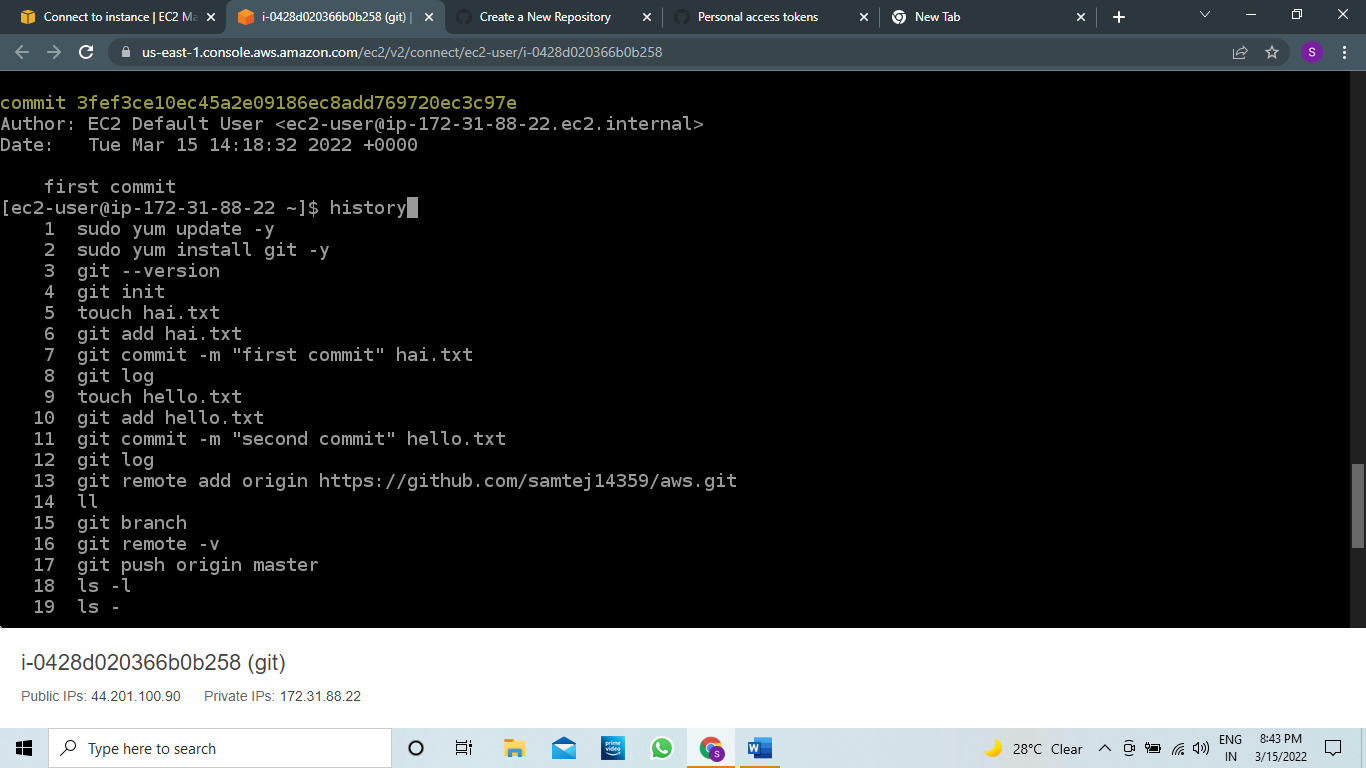 Connect to instance | EC2 Ma
i-0428d020366b0b258 (git) |
Create a New Repository
Personal access tokens
New Tab
us-east-1.console.aws.amazon.com/ec2/v2/connect/ec2-user/i-0428d020366b0b258
S
commit 3fef3ce10ec45a2e09186ec8add769720ec3c97e
Author: EC2 Default User <ec2-user@ip-172-31-88-22.ec2.internal>
Date:   Tue Mar 15 14:18:32 2022 +0000
    first commit
[ec2-user@ip-172-31-88-22 ~]$ history
    1  sudo yum update -y
    2  sudo yum install git -y
    3  git --version
    4  git init
    5  touch hai.txt
    6  git add hai.txt
    7  git commit -m "first commit" hai.txt
    8  git log
    9  touch hello.txt
   10  git add hello.txt
   11  git commit -m "second commit" hello.txt
   12  git log
   13  git remote add origin https://github.com/samtej14359/aws.git
   14  ll
   15  git branch
   16  git remote -v
   17  git push origin master
   18  ls -l
   19  ls -
i-0428d020366b0b258 (git)
Public IPs: 44.201.100.90 Private IPs: 172.31.88.22
Type here to search
prime video
S
W
28°C Clear
ENG
IN
8:43 PM
3/15/2022